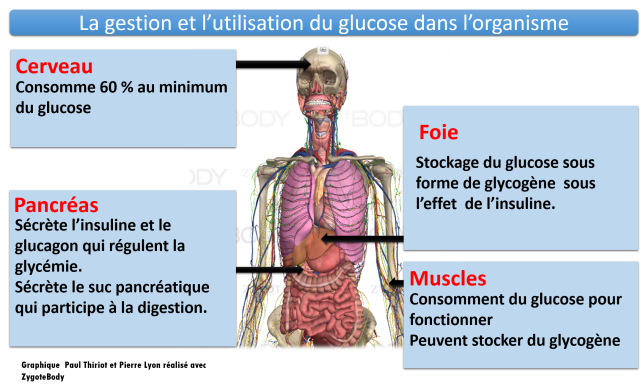 La gestion et l’utilisation du glucose dans l’organisme
Cerveau
Consomme 60 % au minimum
du glucose
Foie
Stockage du glucose sous
forme de glycogène sous
l’effet de l’insuline.
Pancréas
Sécrète l’insuline et le
glucagon qui régulent la
glycémie.
Sécrète le suc pancréatique
qui participe à la digestion.
Muscles
Consomment du glucose pour
fonctionner
Peuvent stocker du glycogène
Graphique Paul Thiriot et Pierre Lyon réalisé avec
ZygoteBody